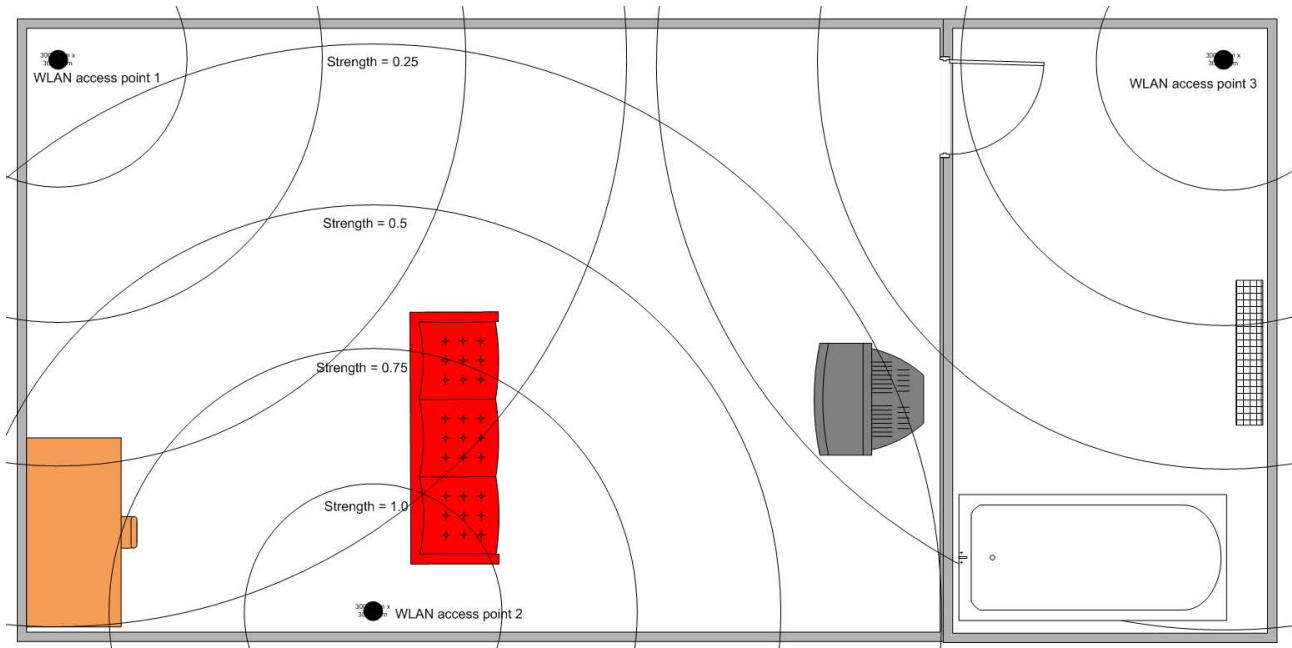 WLAN access point 1
Strength = 0.25
WLAN access point 3
Strength = 0.5
Strength = 0.75
Strength = 1.0
WLAN access point 2